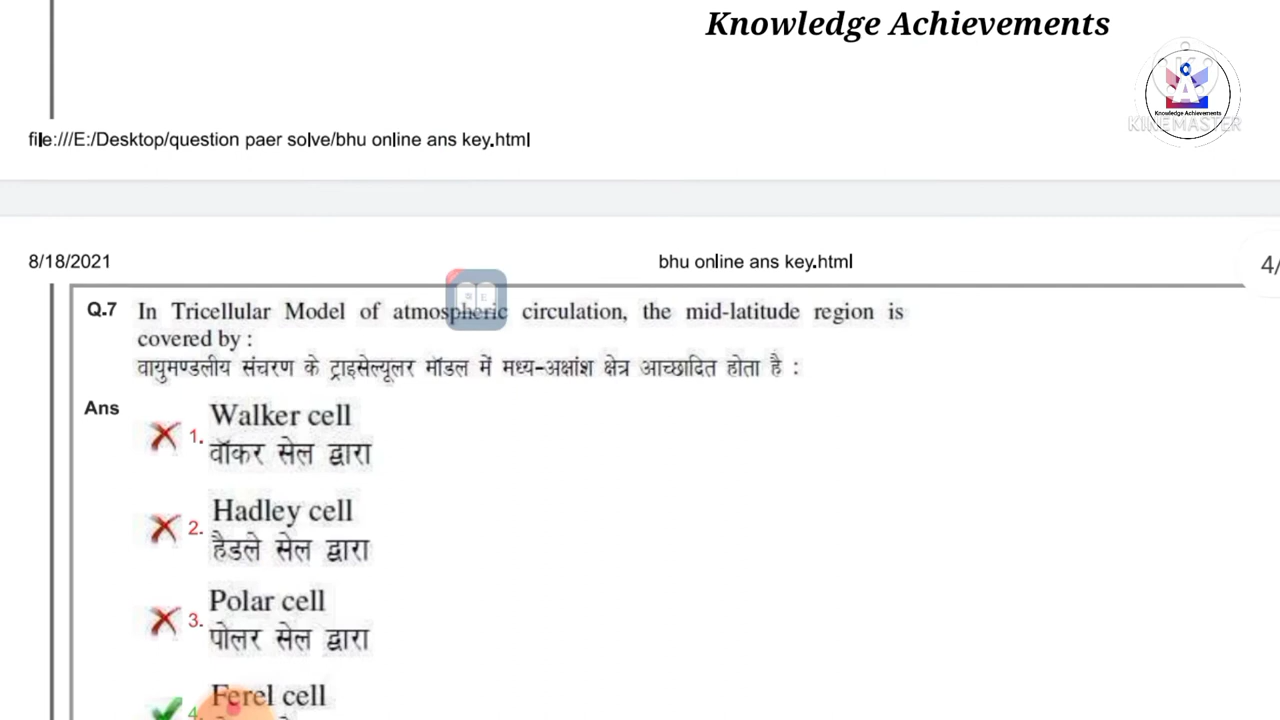 Knowledge Achievements
Knowledge Achievements
KINEMASTER
file:///E:/Desktop/question paer solve/bhu online ans key.html
8/18/2021 bhu online ans key.html 4/
Q.7 In Tricellular Model of atmospheric circulation, the mid-latitude region is
covered by :
वायुमण्डलीय संचरण के ट्राइसेल्यूलर मॉडल में मध्य-अक्षांश क्षेत्र आच्छादित होता है :
Ans
1. Walker cell
वॉकर सेल द्वारा
2. Hadley cell
हैडले सेल द्वारा
3. Polar cell
पोलर सेल द्वारा
4. Ferel cell